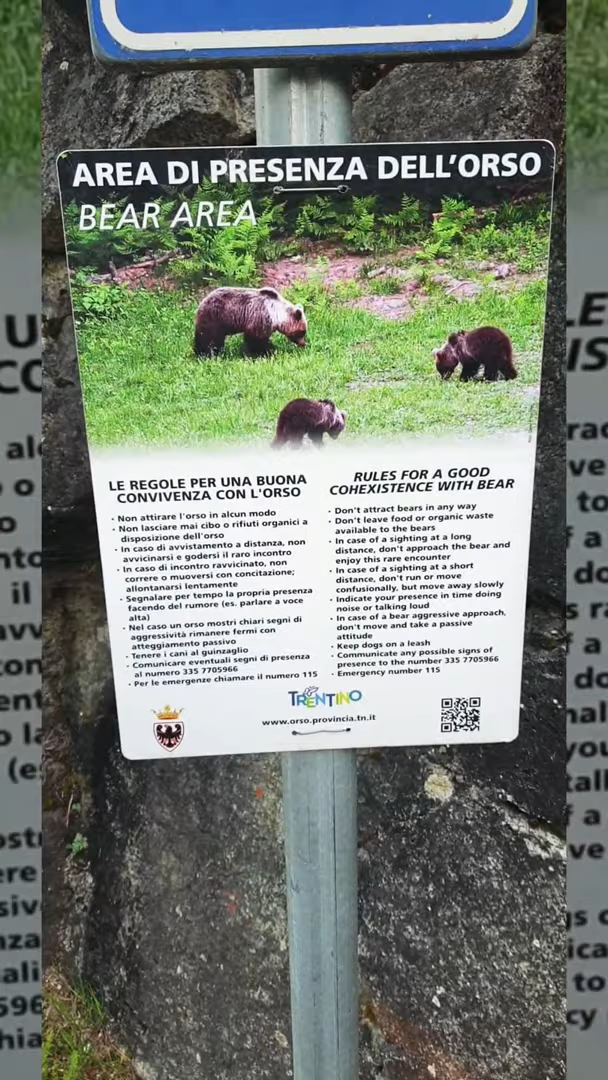 AREA DI PRESENZA DELL'ORSO
BEAR AREA
LE REGOLE PER UNA BUONA
CONVIVENZA CON L'ORSO
· Non attirare l'orso in alcun modo
· Non lasciare mai cibo o rifiuti organici a
disposizione dell'orso
· In caso di avvistamento a distanza, non
avvicinarsi e godersi il raro incontro
· In caso di incontro ravvicinato, non
correre o muoversi con concitazione;
allontanarsi lentamente
· Segnalare per tempo la propria presenza
facendo del rumore (es. parlare a voce
alta)
· Nel caso un orso mostri chiari segni di
aggressività rimanere fermi con
atteggiamento passivo
· Tenere i cani al guinzaglio
· Comunicare eventuali segni di presenza
al numero 335 7705966
· Per le emergenze chiamare il numero 115
RULES FOR A GOOD
COHEXISTENCE WITH BEAR
· Don't attract bears in any way
· Don't leave food or organic waste
available to the bears
· In case of a sighting at a long
distance, don't approach the bear and
enjoy this rare encounter
· In case of a sighting at a short
distance, don't run or move
confusionally, but move away slowly
· Indicate your presence in time doing
noise or talking loud
· In case of a bear aggressive approach,
don't move and take a passive
attitude
· Keep dogs on a leash
· Communicate any possible signs of
presence to the number 335 7705966
· Emergency number 115
TRENTINO
www.orso.provincia.tn.it